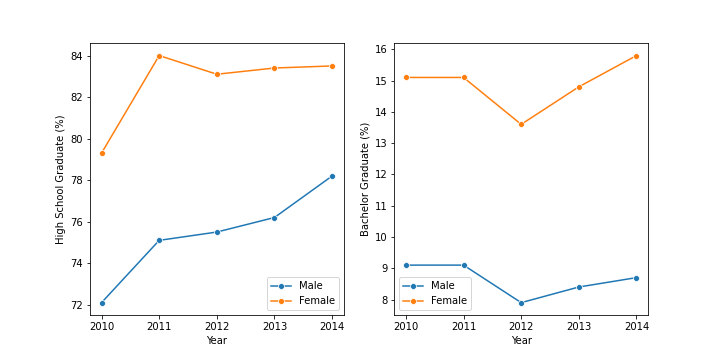 High School Graduate (%)
84
82
80
78
76
74
72
2010 2011 2012 2013 2014
Year
Male
Female
Bachelor Graduate (%)
16
15
14
13
12
11
10
9
8
2010 2011 2012 2013 2014
Year
Male
Female